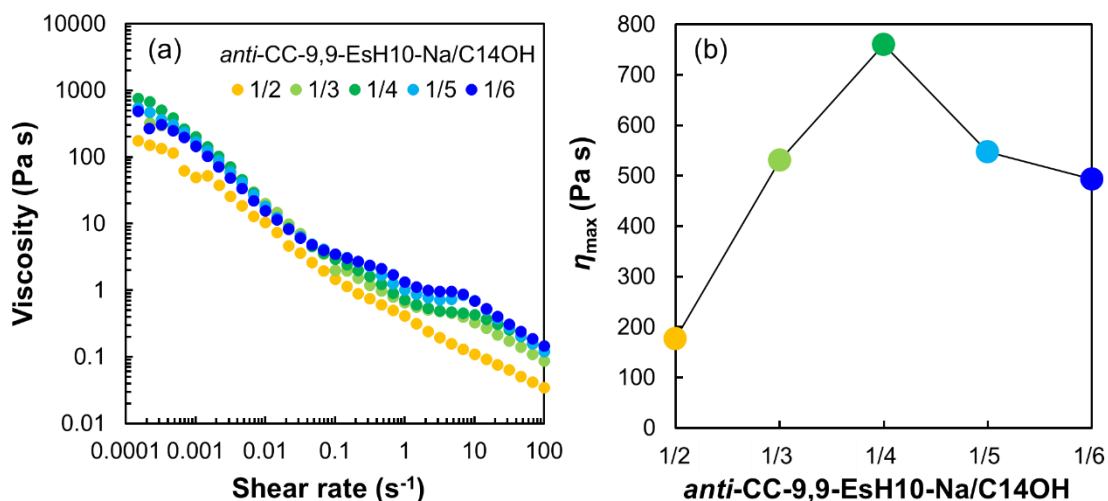 (a)
anti-CC-9,9-EsH10-Na/C14OH
1/2 1/3 1/4 1/5 1/6
Viscosity (Pa s)
10000
1000
100
10
1
0.1
0.01
0.0001 0.001 0.01 0.1 1 10 100
Shear rate (s⁻¹)
(b)
ηmax (Pa s)
800
700
600
500
400
300
200
100
0
1/2 1/3 1/4 1/5 1/6
anti-CC-9,9-EsH10-Na/C14OH